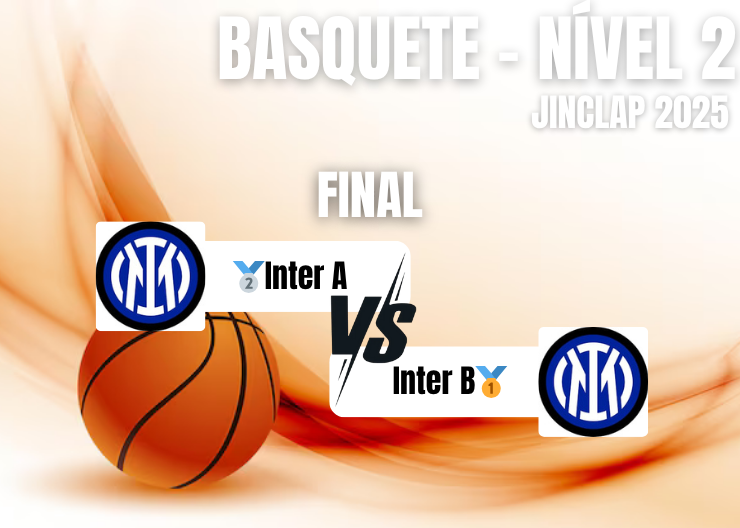 BASQUETE - NÍVEL 2
JINCLAP 2025
FINAL
🥈Inter A
VS
Inter B🥇